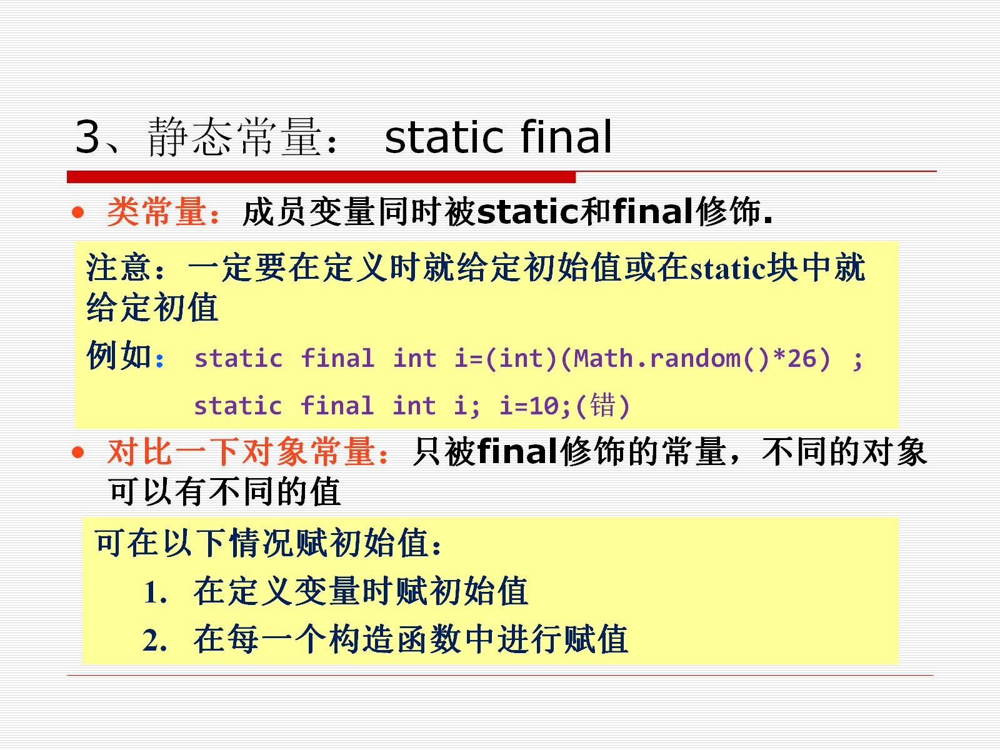 3、静态常量： static final
• 类常量：成员变量同时被static和final修饰.
注意：一定要在定义时就给定初始值或在static块中就
给定初值
例如： static final int i=(int)(Math.random()*26) ;
static final int i; i=10;(错)
• 对比一下对象常量：只被final修饰的常量，不同的对象
可以有不同的值
可在以下情况赋初始值：
1. 在定义变量时赋初始值
2. 在每一个构造函数中进行赋值